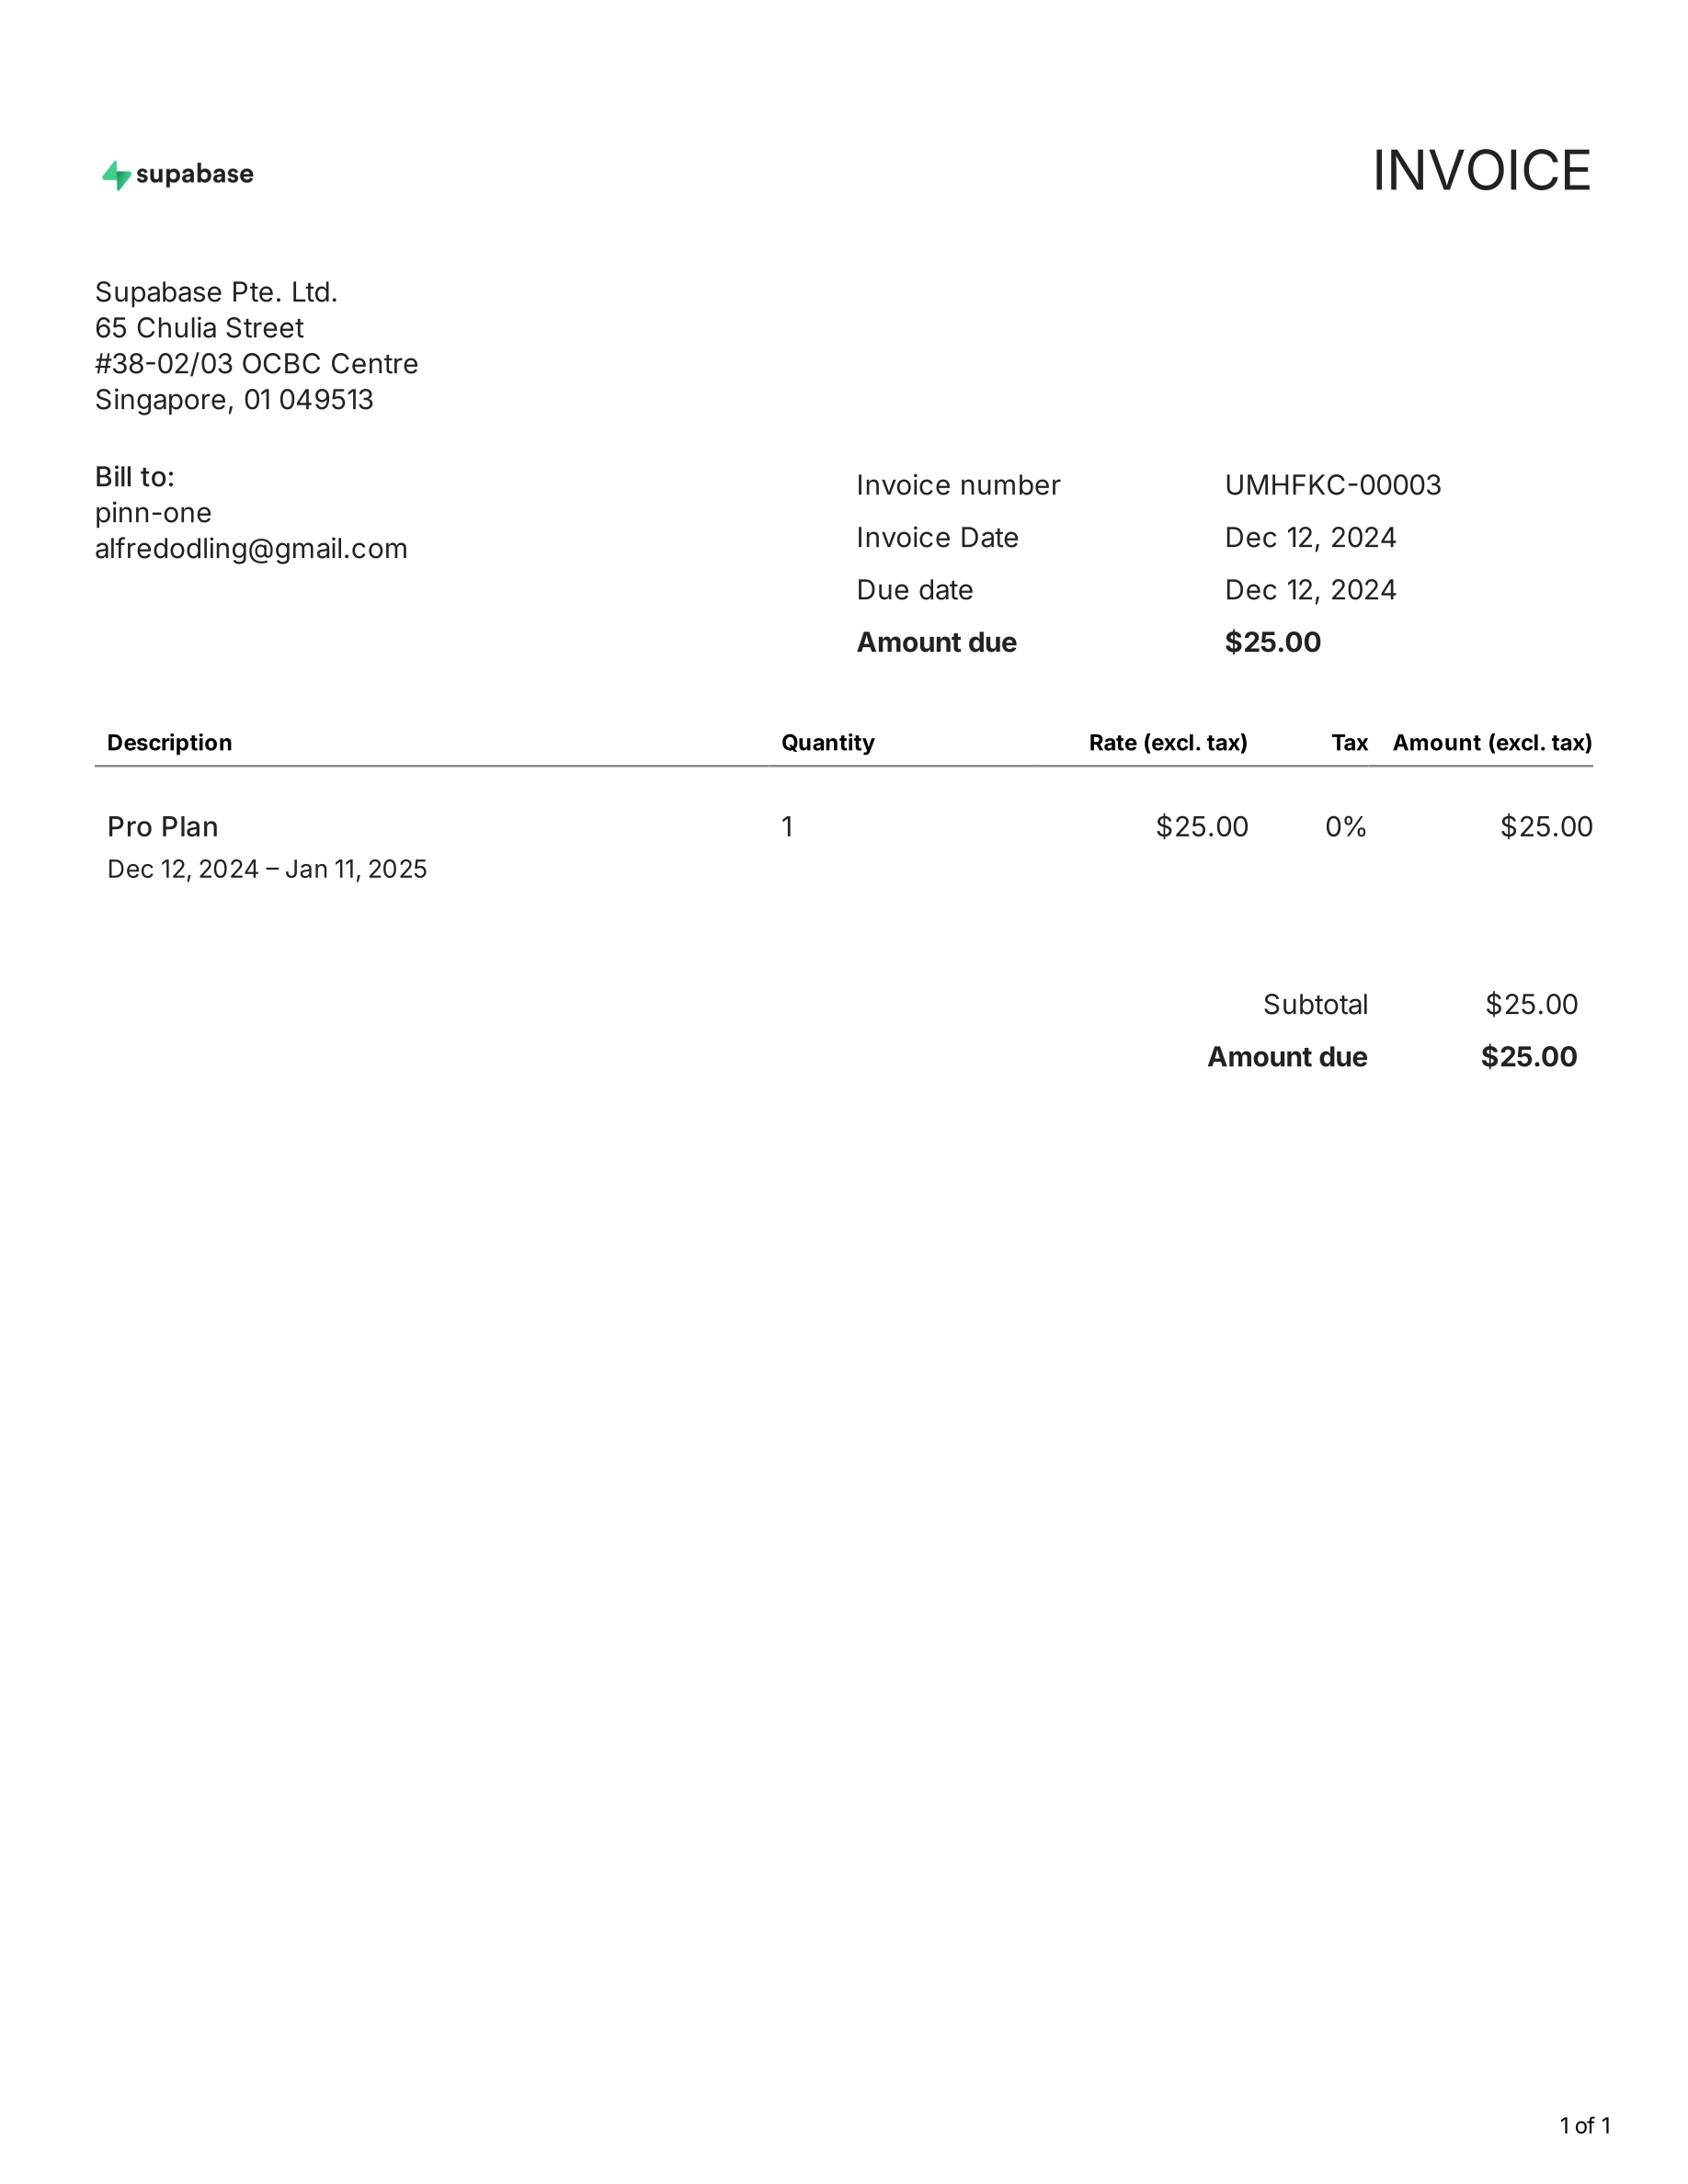 supabase
INVOICE
Supabase Pte. Ltd.
65 Chulia Street
#38-02/03 OCBC Centre
Singapore, 01 049513
Bill to:
pinn-one
alfredodling@gmail.com
Invoice number UMHFKC-00003
Invoice Date Dec 12, 2024
Due date Dec 12, 2024
Amount due $25.00
Description Quantity Rate (excl. tax) Tax Amount (excl. tax)
Pro Plan 1 $25.00 0% $25.00
Dec 12, 2024 – Jan 11, 2025
Subtotal $25.00
Amount due $25.00
1 of 1